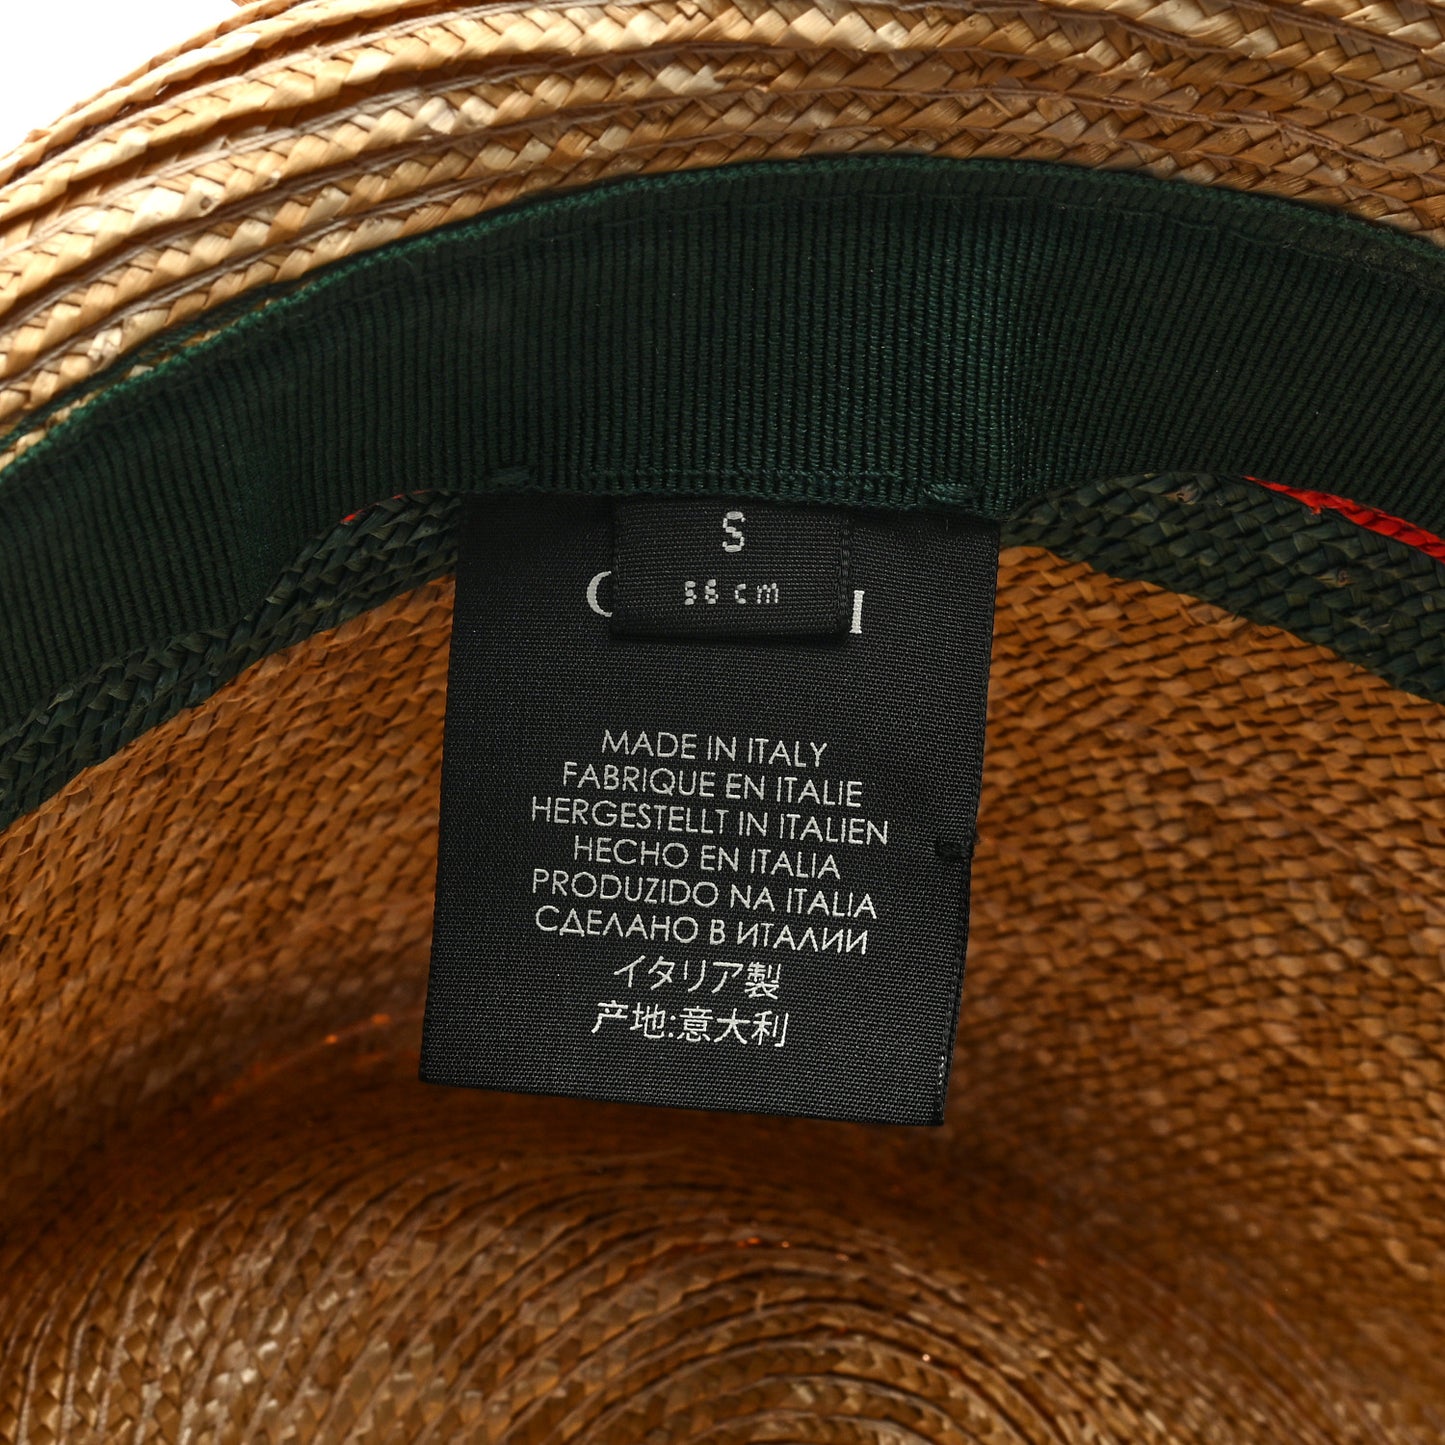 S
56 cm
MADE IN ITALY
FABRIQUE EN ITALIE
HERGESTELLT IN ITALIEN
HECHO EN ITALIA
PRODUZIDO NA ITALIA
СДЕЛАНО В ИТАЛИИ
イタリア製
产地:意大利